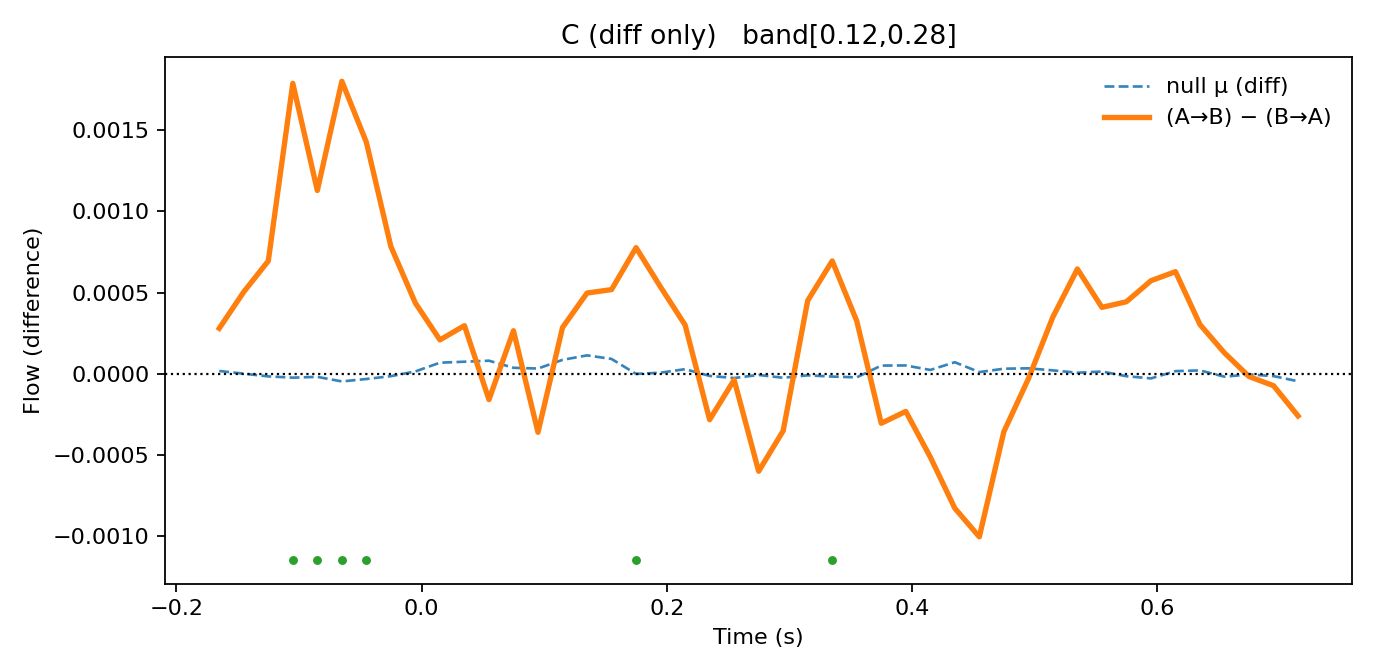 C (diff only)   band[0.12,0.28]
null μ (diff)
(A→B) − (B→A)
Flow (difference)
0.0015
0.0010
0.0005
0.0000
−0.0005
−0.0010
−0.2
0.0
0.2
0.4
0.6
Time (s)